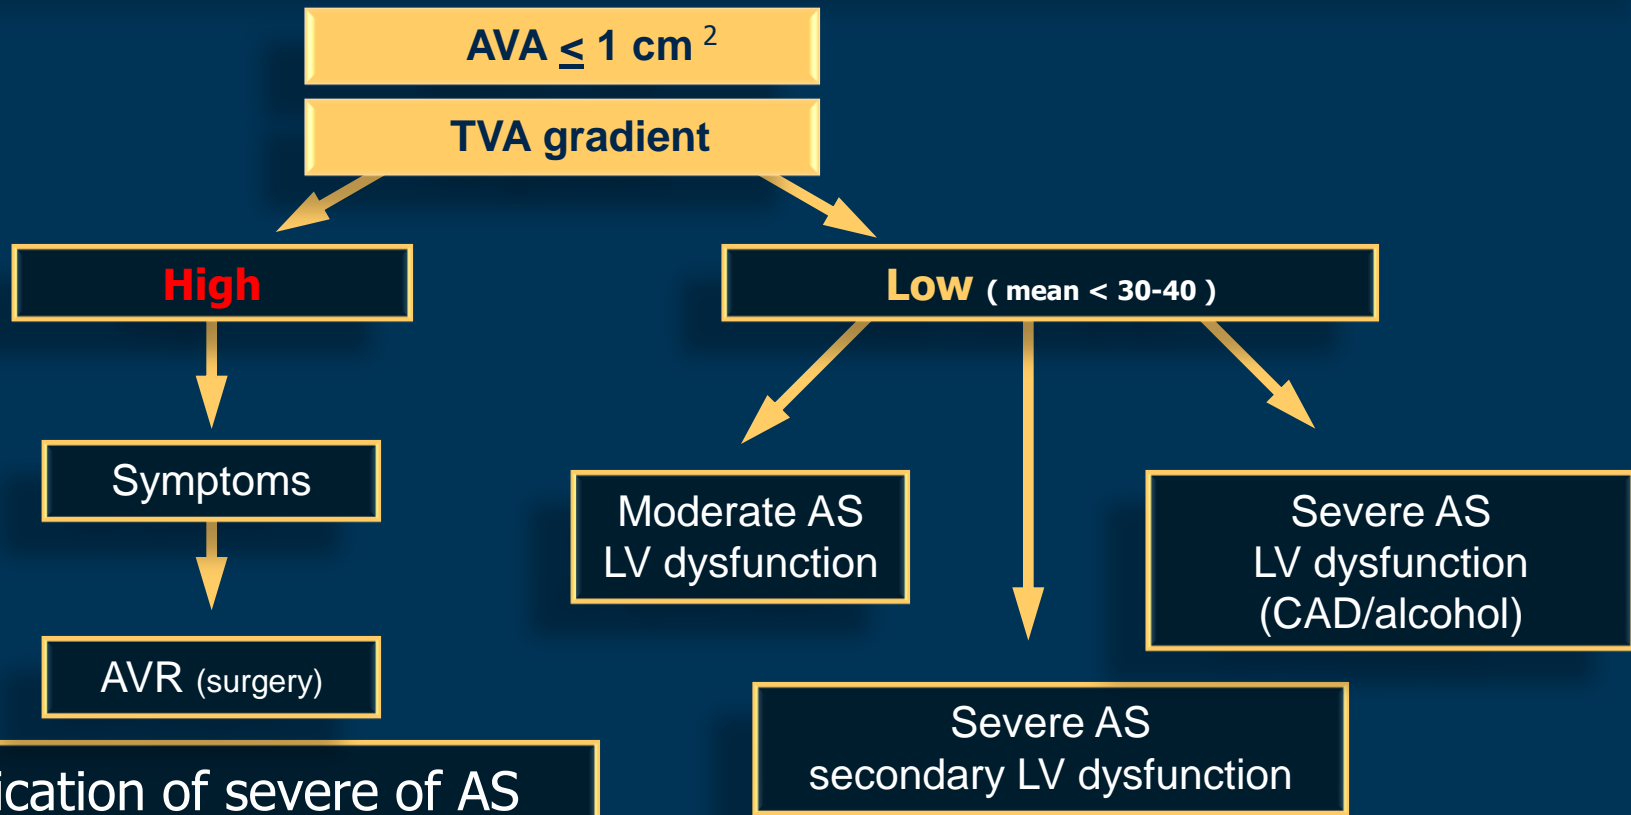 AVA ≤ 1 cm ²
TVA gradient
High
Low ( mean < 30-40 )
Symptoms
Moderate AS
LV dysfunction
Severe AS
LV dysfunction
(CAD/alcohol)
AVR (surgery)
Severe AS
secondary LV dysfunction
of severe of AS